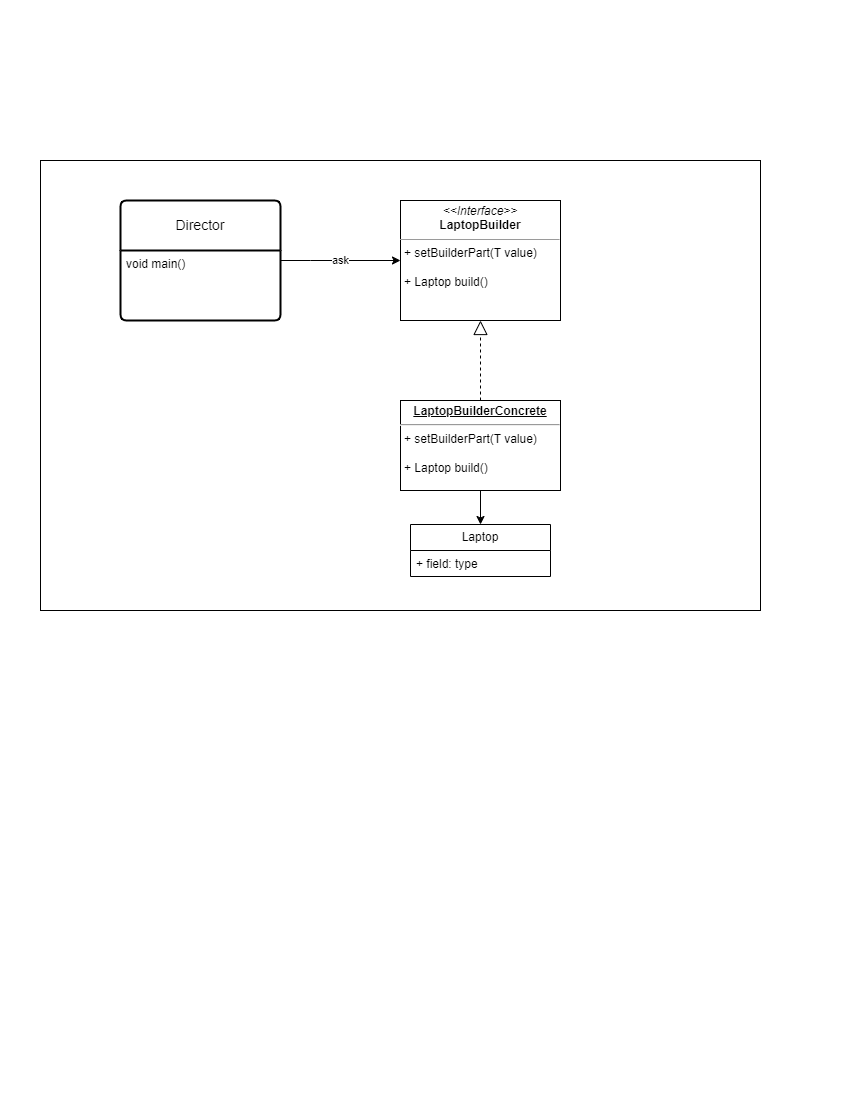 Director
void main()
ask
<<Interface>>
LaptopBuilder
+ setBuilderPart(T value)
+ Laptop build()
LaptopBuilderConcrete
+ setBuilderPart(T value)
+ Laptop build()
Laptop
+ field: type